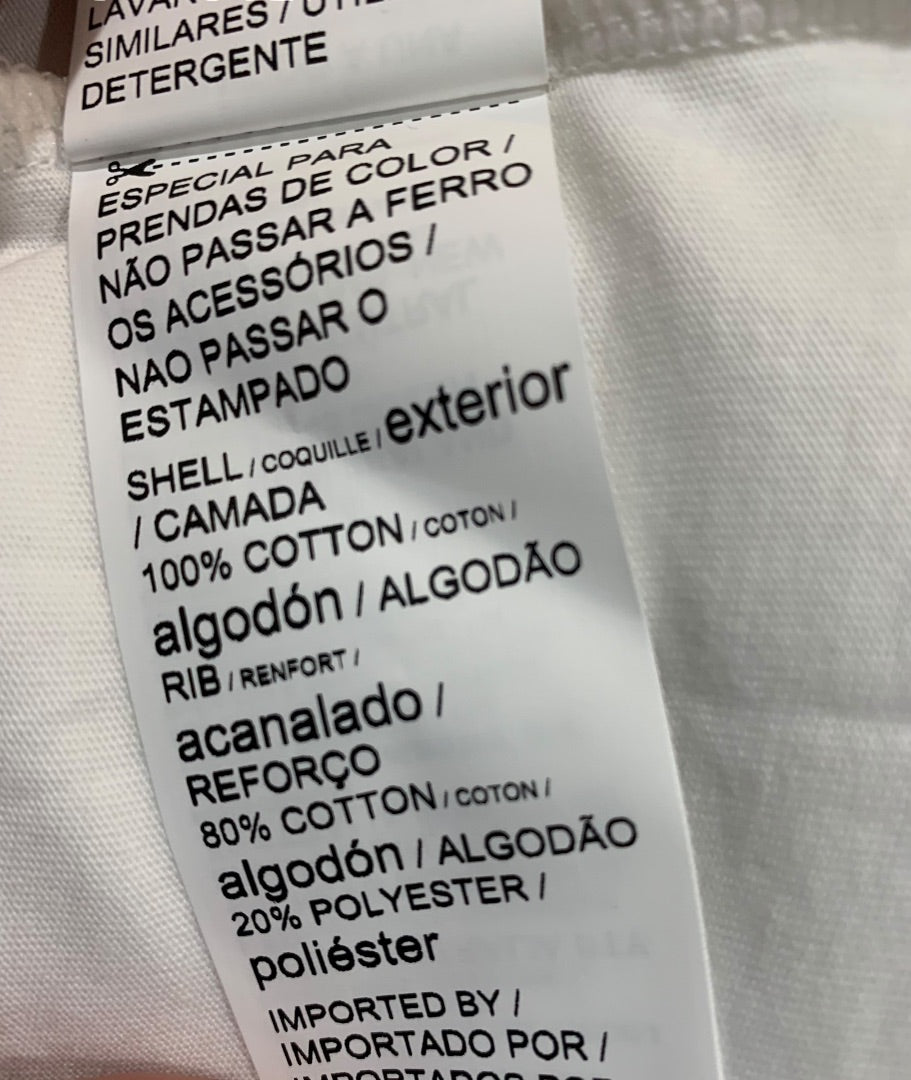 SIMILARES /
DETERGENTE
ESPECIAL PARA
PRENDAS DE COLOR /
NÃO PASSAR A FERRO
OS ACESSÓRIOS /
NAO PASSAR O
ESTAMPADO
SHELL / COQUILLE / exterior
/ CAMADA
100% COTTON / COTON /
algodón / ALGODÃO
RIB / RENFORT /
acanalado /
REFORÇO
80% COTTON / COTON /
algodón / ALGODÃO
20% POLYESTER /
poliéster
IMPORTED BY /
IMPORTADO POR /